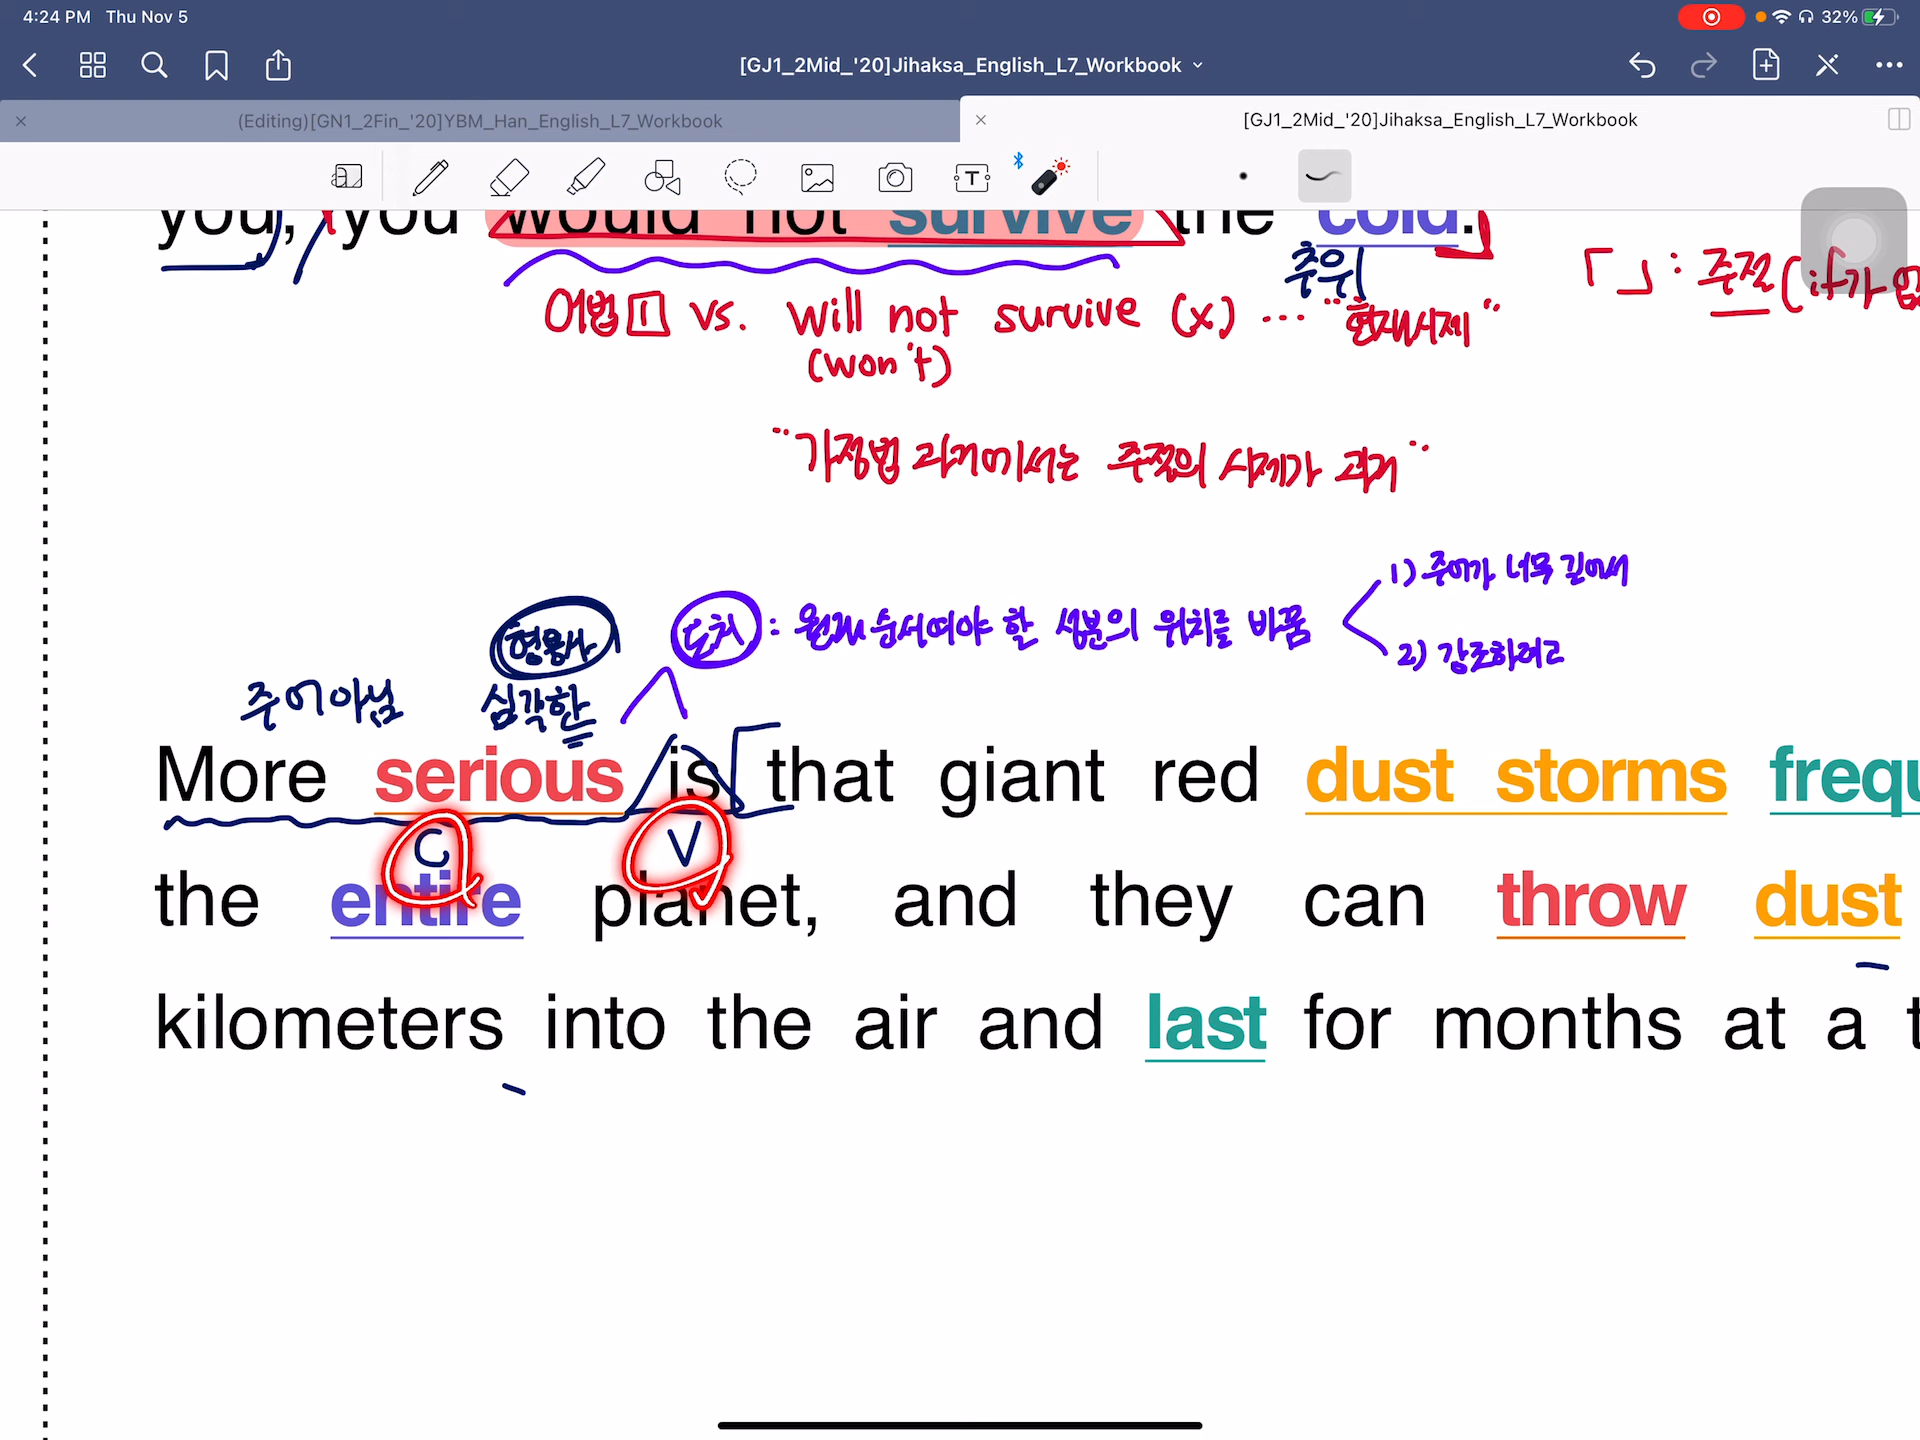 4:24 PM Thu Nov 5
32%
[GJ1_2Mid_'20]Jihaksa_English_L7_Workbook
(Editing)[GN1_2Fin_'20]YBM_Han_English_L7_Workbook
[GJ1_2Mid_'20]Jihaksa_English_L7_Workbook
you, you would not survive the cold.
추위
「 」: 주절 (if가
어법 1 vs. will not survive (x) ... "현재시제"
(won't)
"가정법 과거에서는 주절의 시제가 과거"
1) 주어가 너무 길어서
형용사 도치 : 원래 순서여야 할 성분의 위치를 바꿈
2) 강조하려고
주어아님 심각한
More serious is that giant red dust storms frequ
C V
the entire planet, and they can throw dust
kilometers into the air and last for months at a t